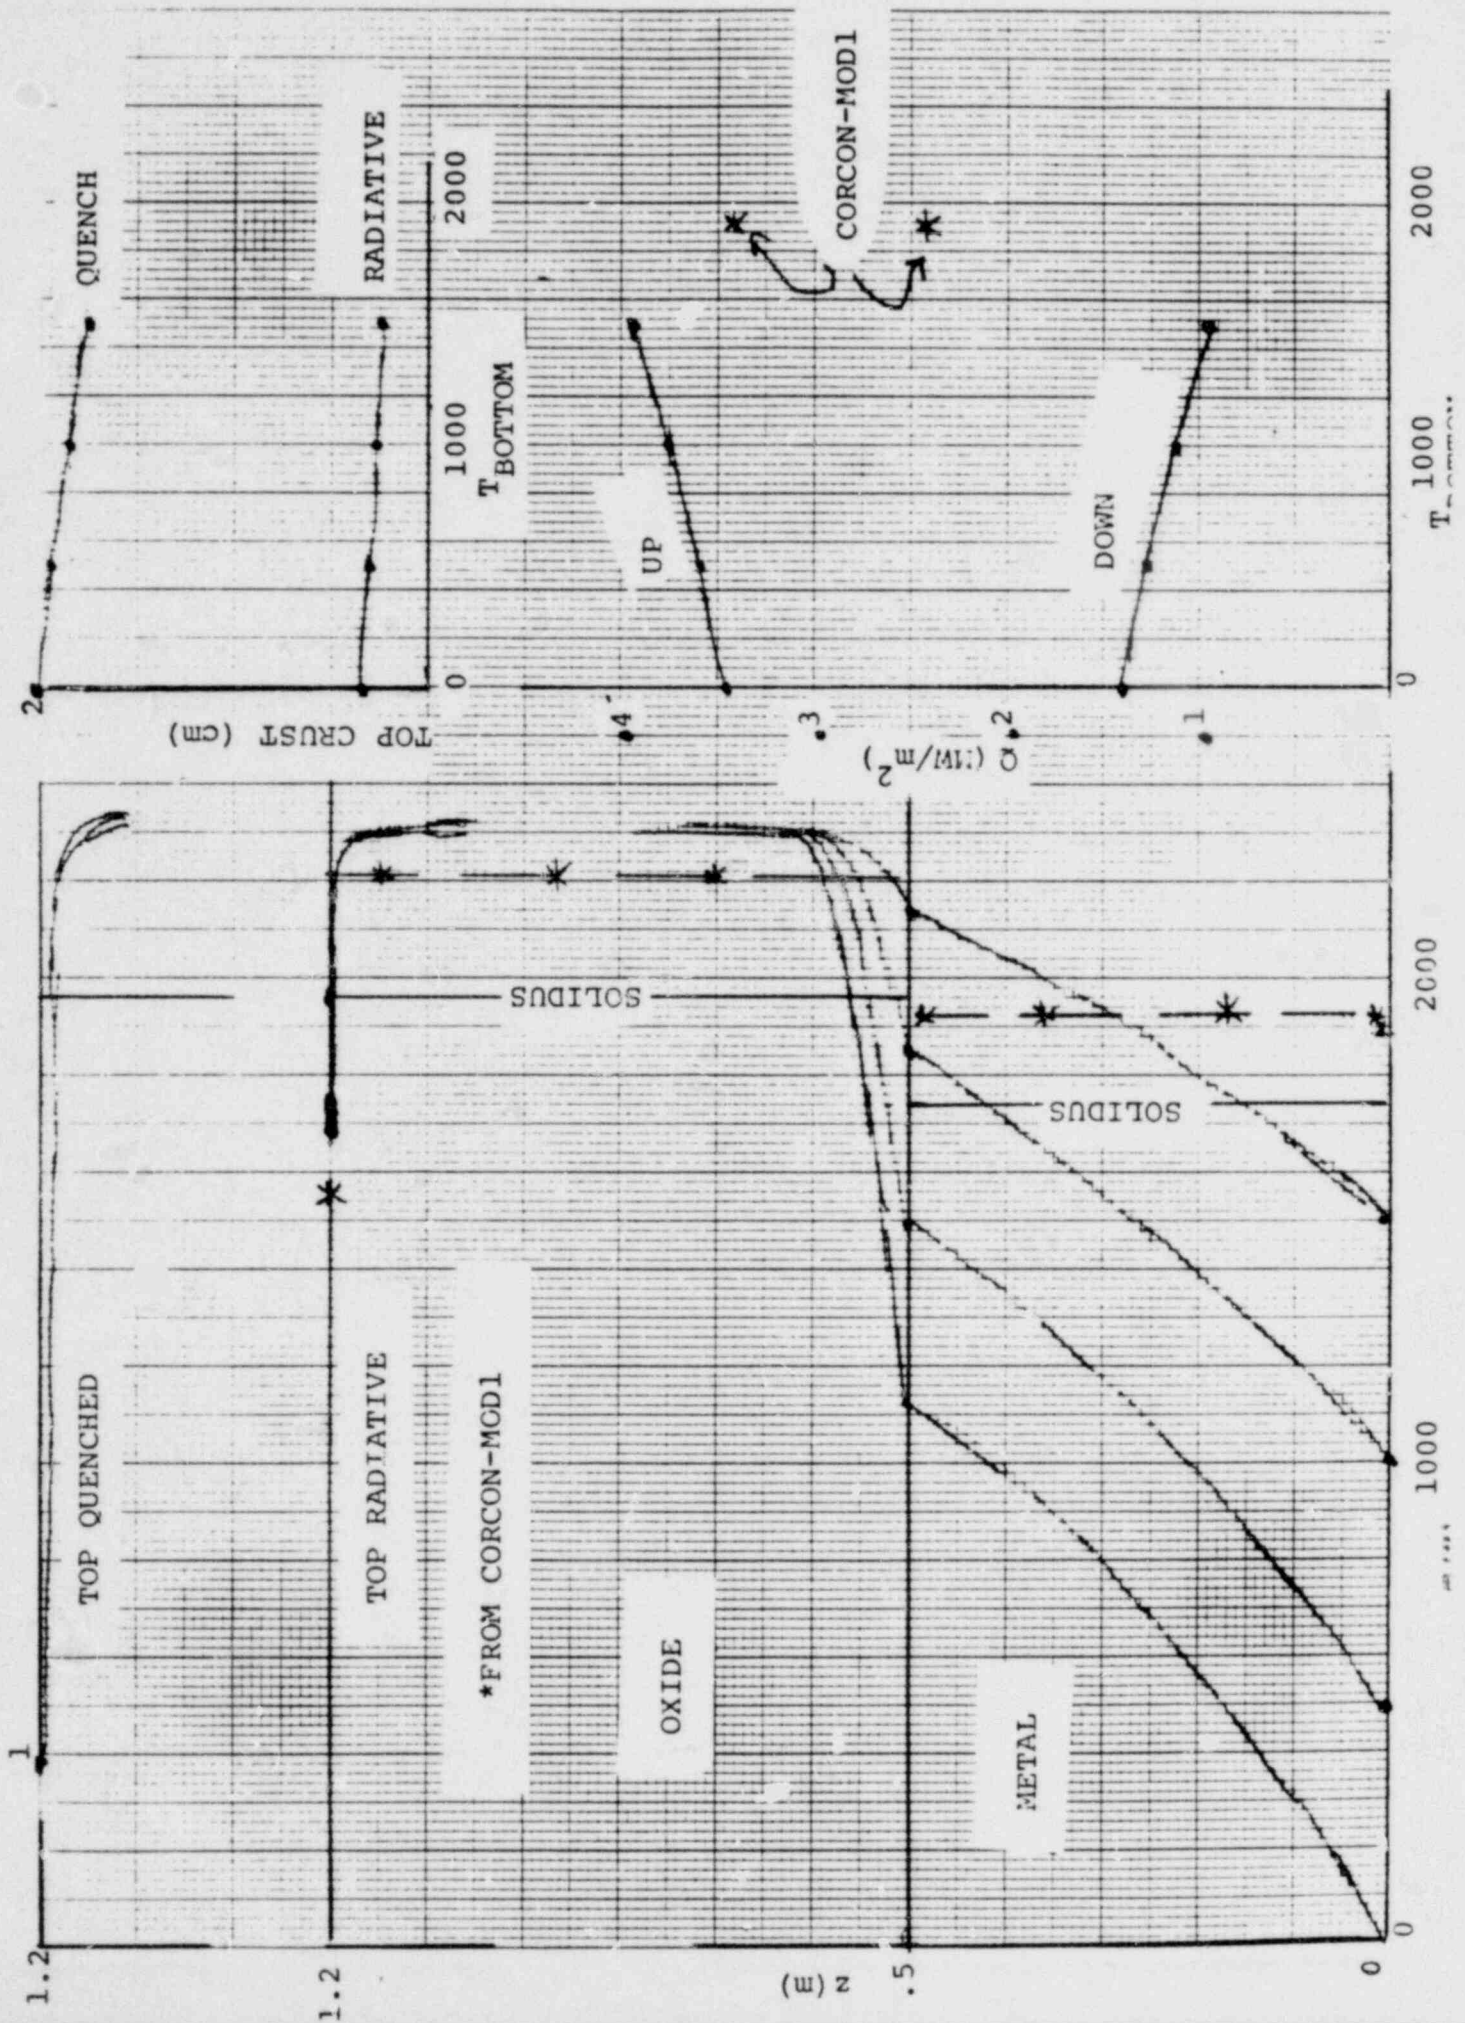 1.2
1
TOP QUENCHED
1.2
TOP RADIATIVE
*FROM CORCON-MOD1
OXIDE
SOLIDUS
z(m)
.5
METAL
SOLIDUS
0
0
1000
2000
2
QUENCH
TOP CRUST (cm)
RADIATIVE
0
1000
2000
TBOTTOM
UP
.4
CORCON-MOD1
.3
Q (MW/m2)
.2
DOWN
.1
0
1000
2000